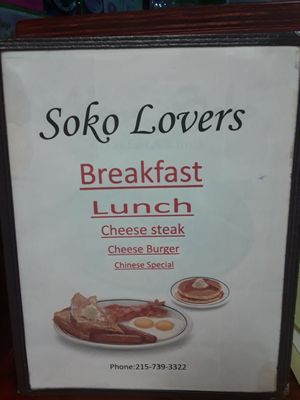 Soko Lovers
Breakfast
Lunch
Cheese steak
Cheese Burger
Chinese Special
Phone:215-739-3322